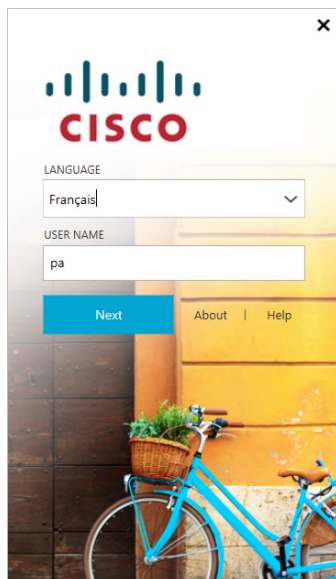 CISCO
LANGUAGE
Français
USER NAME
pa
Next About | Help